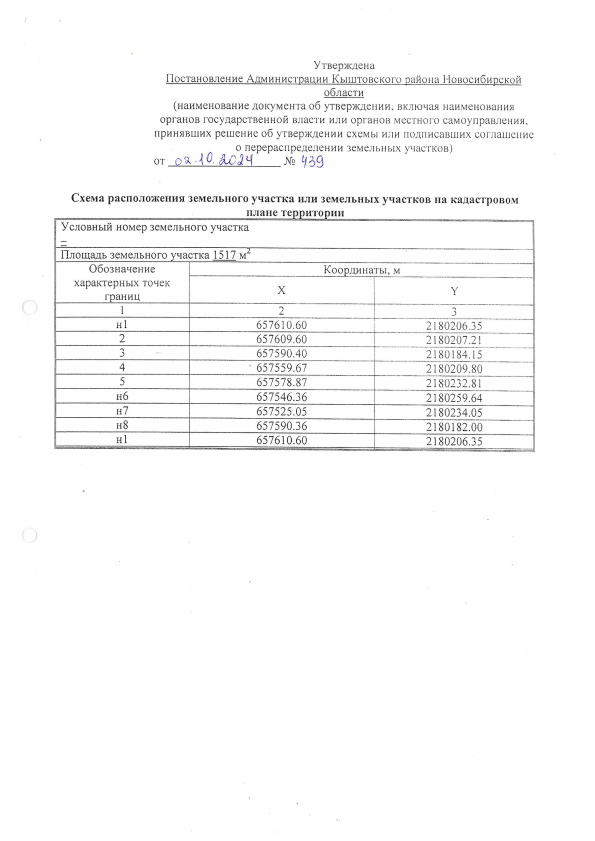 Утверждена
Постановление Администрации Кыштовского района Новосибирской
области
(наименование документа об утверждении, включая наименования
органов государственной власти или органов местного самоуправления,
принявших решение об утверждении схемы или подписавших соглашение
о перераспределении земельных участков)
от 02.10.2024 № 439
Схема расположения земельного участка или земельных участков на кадастровом
плане территории
Условный номер земельного участка
–
Площадь земельного участка 1517 м²
Обозначение характерных точек границ Координаты, м
X Y
1 2 3
н1 657610.60 2180206.35
2 657609.60 2180207.21
3 657590.40 2180184.15
4 657559.67 2180209.80
5 657578.87 2180232.81
н6 657546.36 2180259.64
н7 657525.05 2180234.05
н8 657590.36 2180182.00
н1 657610.60 2180206.35